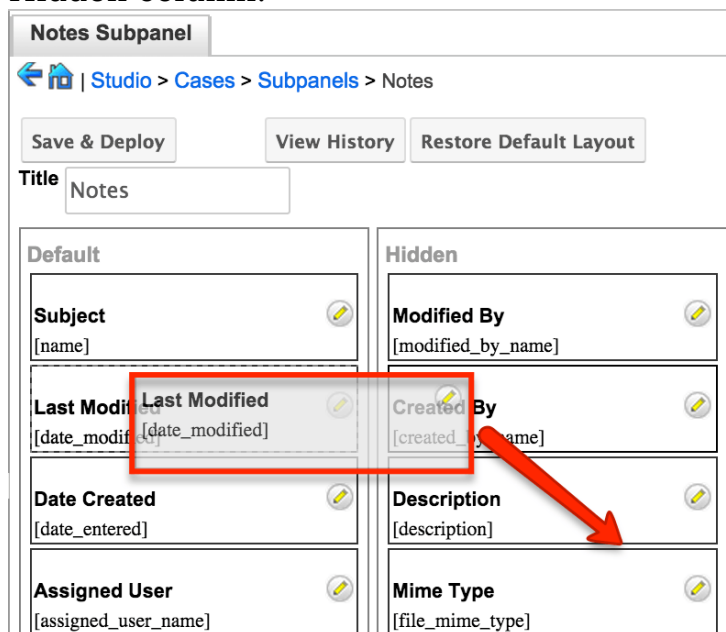 Notes Subpanel
| Studio > Cases > Subpanels > Notes
Save & Deploy
View History
Restore Default Layout
Title
Notes
Default
Subject
[name]
Last Modified
[date_modified]
Last Modified
[date_modified]
Date Created
[date_entered]
Assigned User
[assigned_user_name]
Hidden
Modified By
[modified_by_name]
Created By
[created_by_name]
Description
[description]
Mime Type
[file_mime_type]